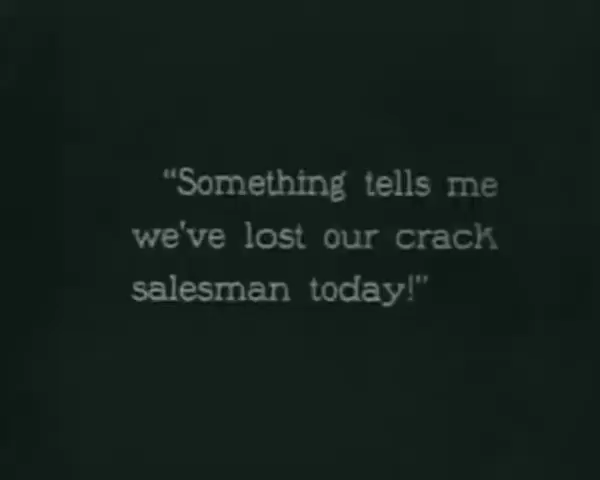 “Something tells me
we've lost our crack
salesman today!”